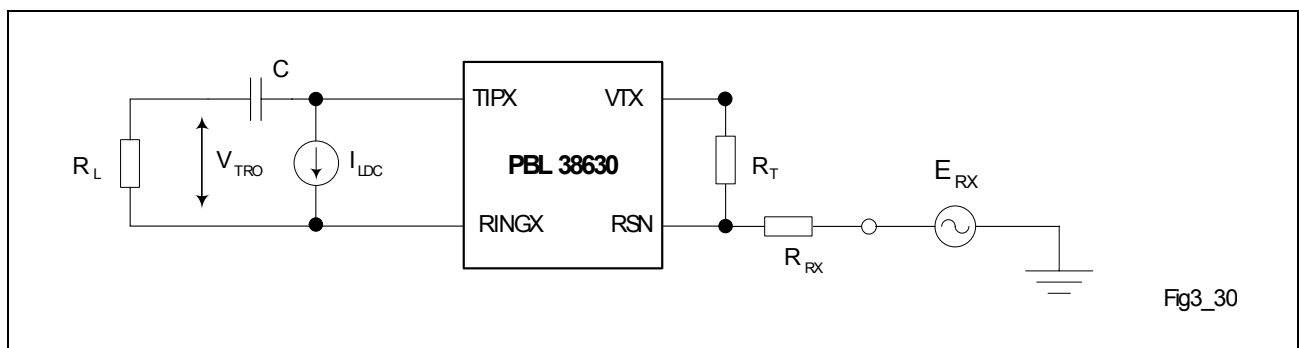 C
TIPX
VTX
R L
V TRO
I LDC
PBL 38630
R T
E RX
RINGX
RSN
R RX
Fig3_30